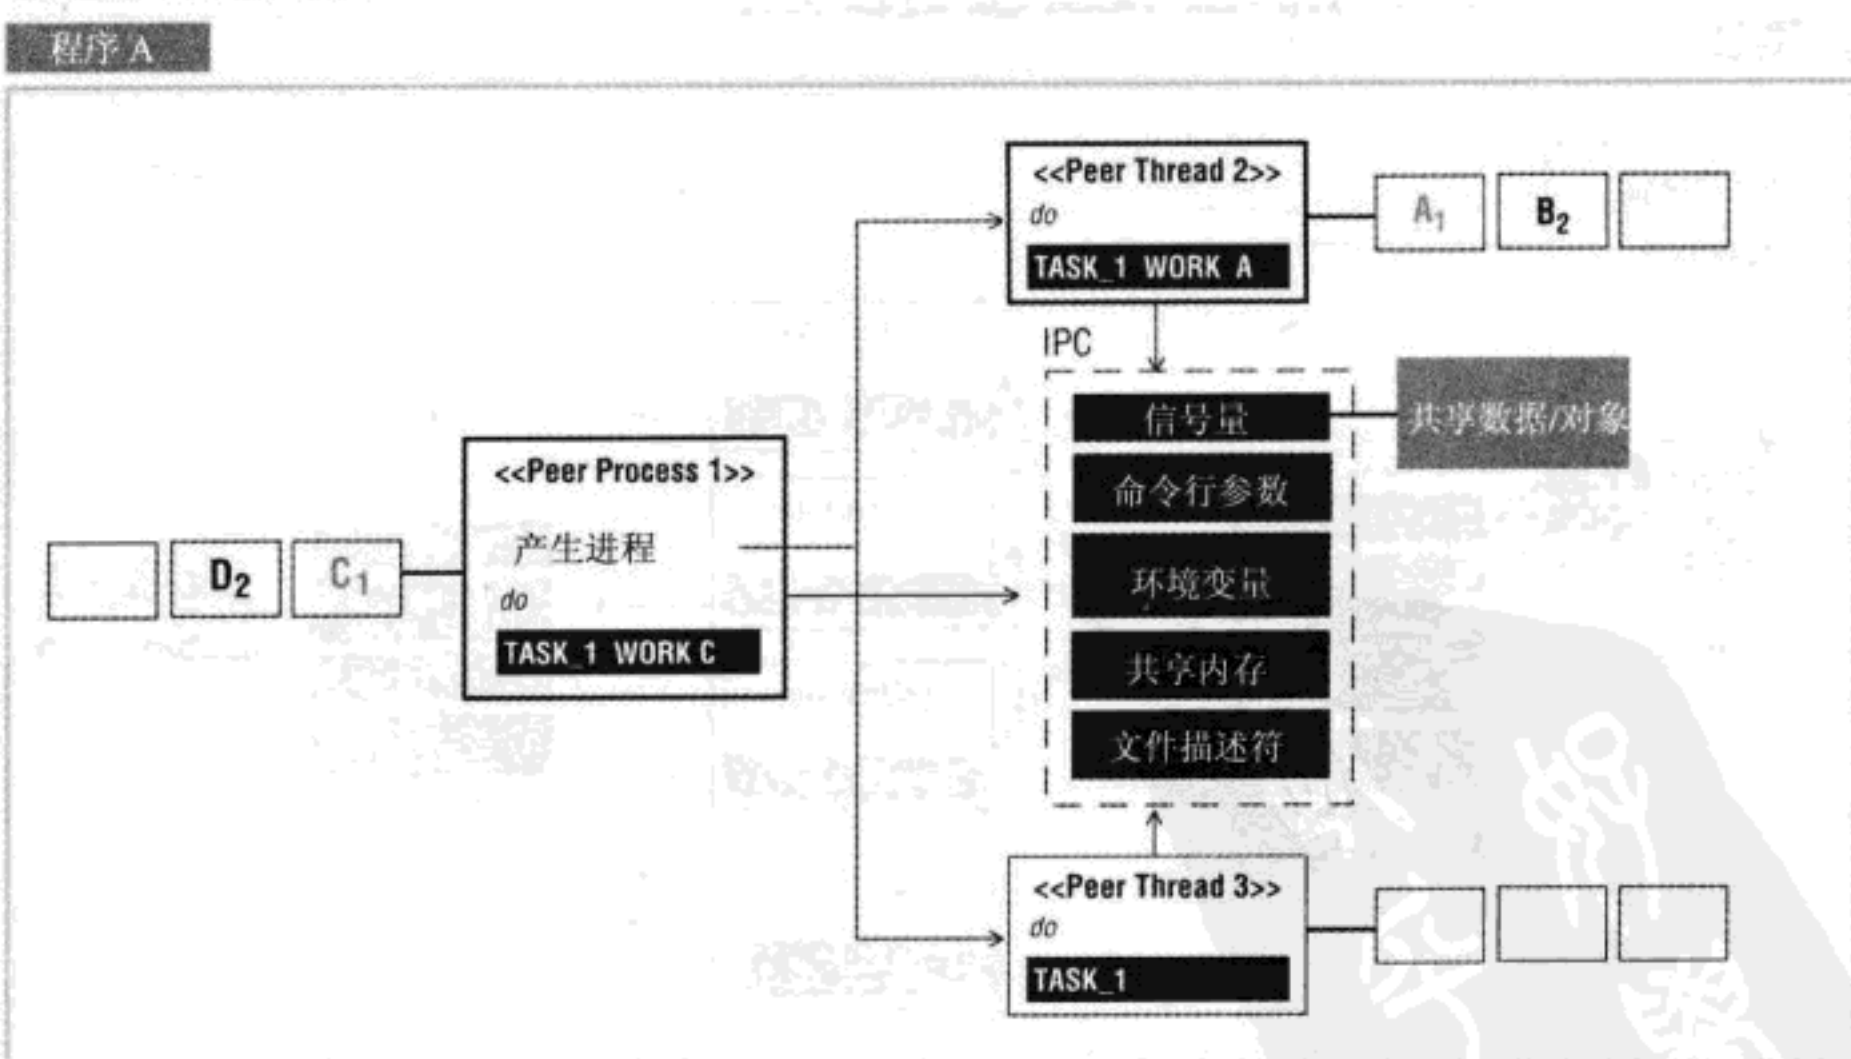 程序 A
<<Peer Thread 2>>
do
TASK_1 WORK A
A1
B2
IPC
信号量
共享数据/对象
命令行参数
环境变量
共享内存
文件描述符
<<Peer Process 1>>
产生进程
do
TASK_1 WORK C
D2
C1
<<Peer Thread 3>>
do
TASK_1